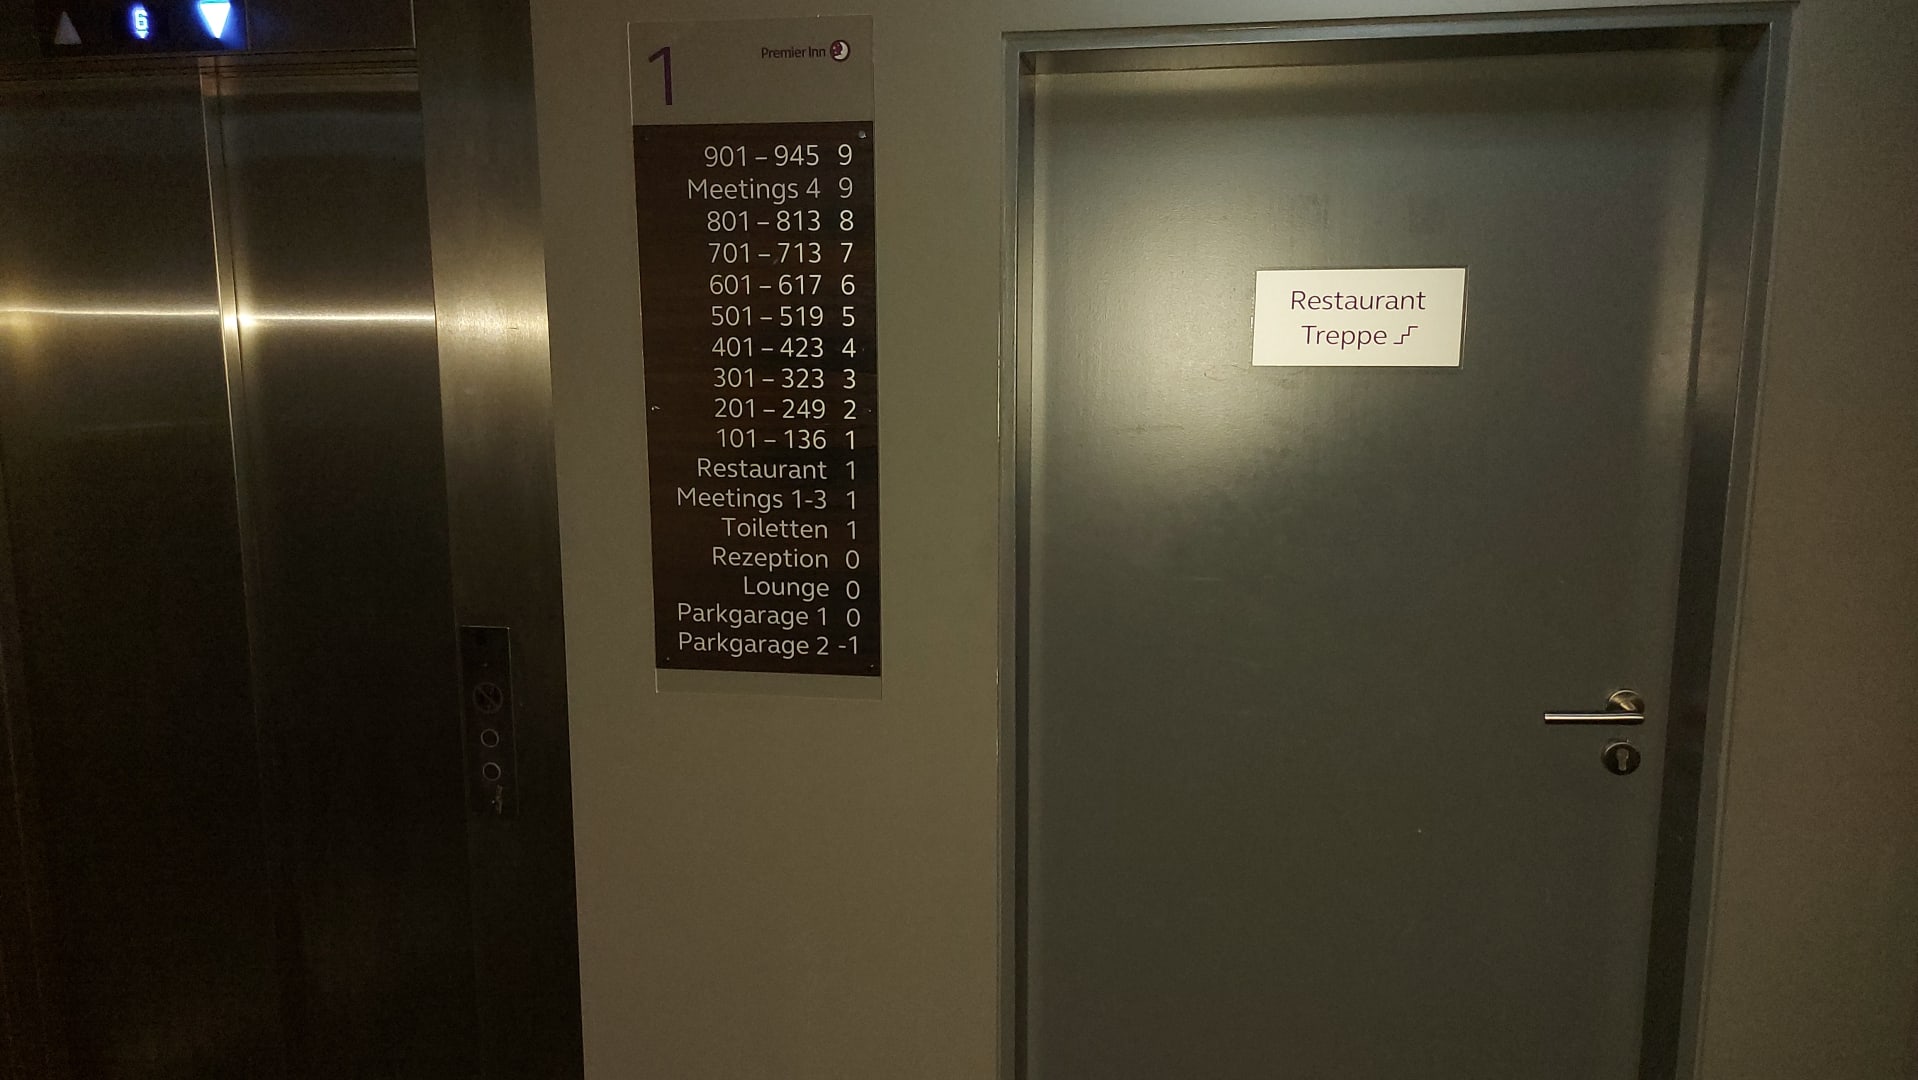 6
1
Premier Inn
901 – 945 9
Meetings 4 9
801 – 813 8
701 – 713 7
601 – 617 6
501 – 519 5
401 – 423 4
301 – 323 3
201 – 249 2
101 – 136 1
Restaurant 1
Meetings 1-3 1
Toiletten 1
Rezeption 0
Lounge 0
Parkgarage 1 0
Parkgarage 2 -1
Restaurant
Treppe